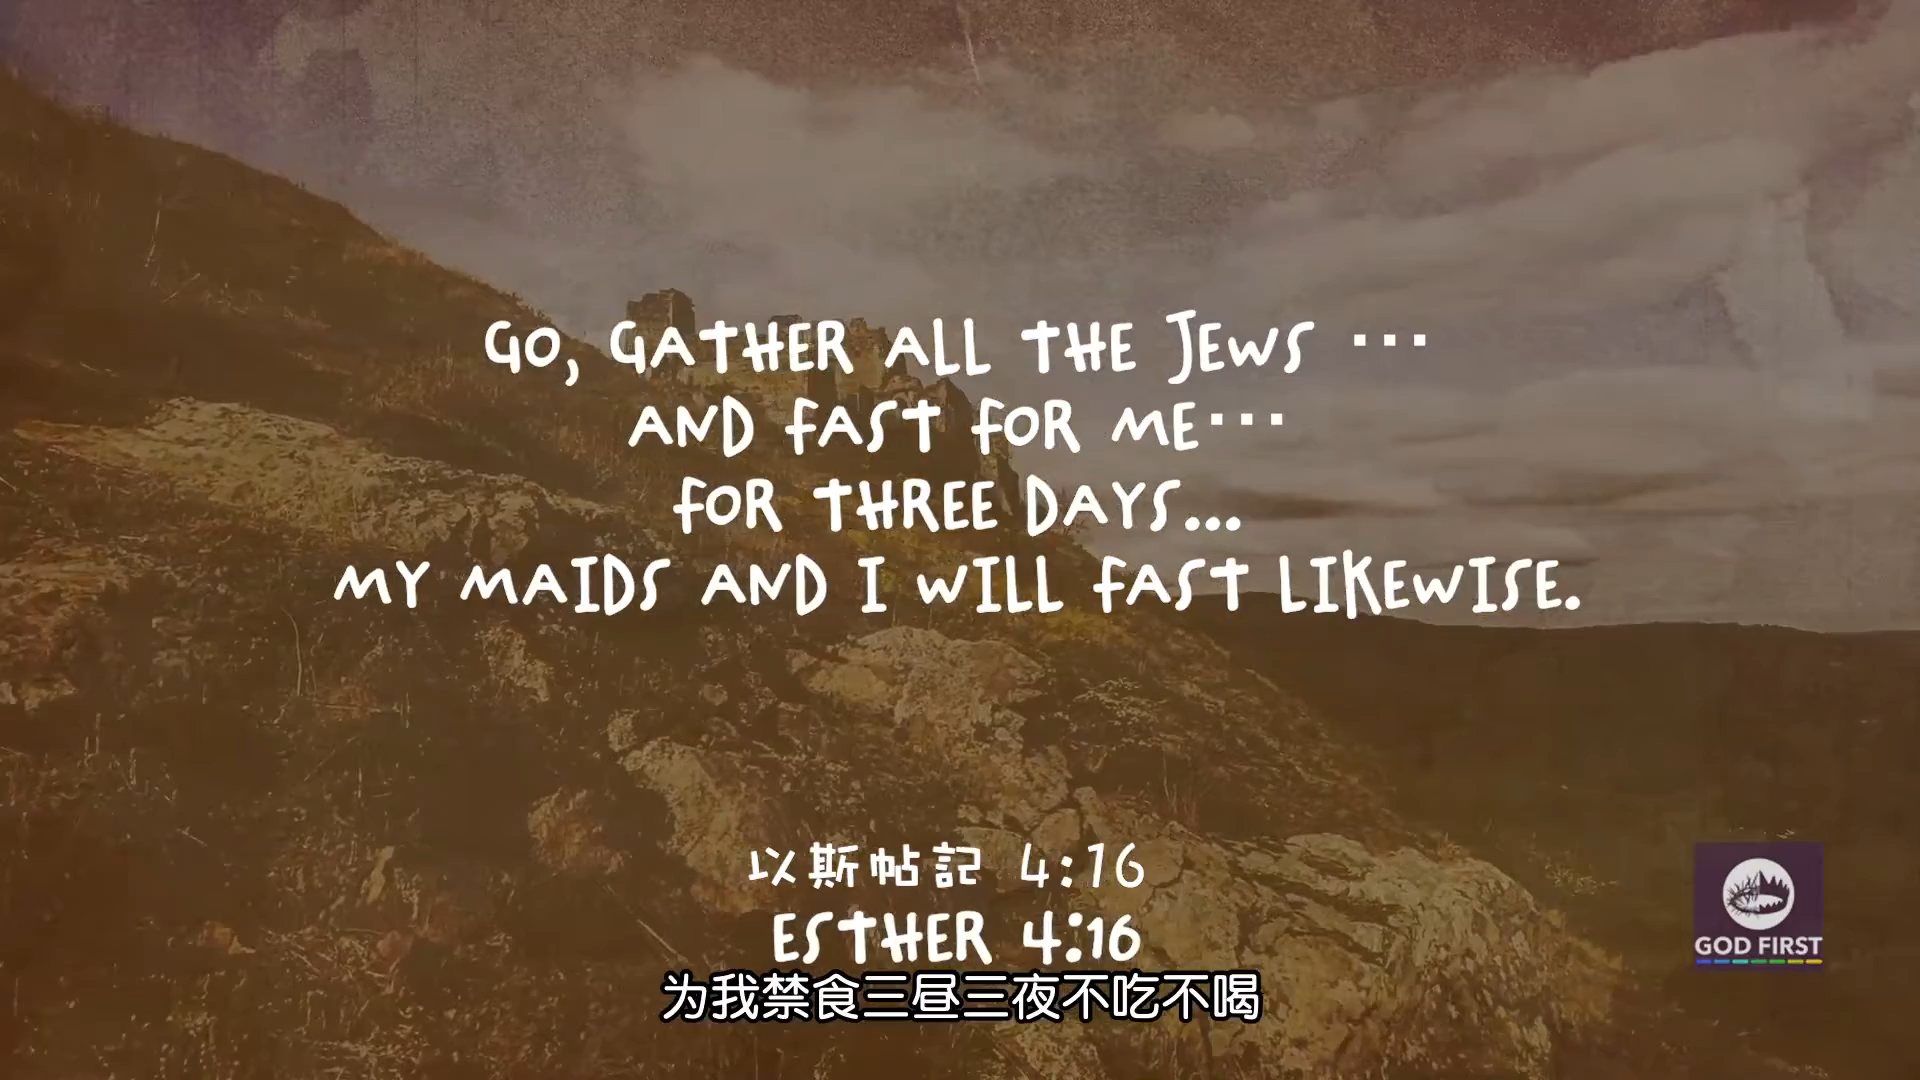 GO, GATHER ALL THE JEWS ...
AND FAST FOR ME...
FOR THREE DAYS...
MY MAIDS AND I WILL FAST LIKEWISE.
以斯帖記 4:16
ESTHER 4:16
为我禁食三昼三夜不吃不喝
GOD FIRST